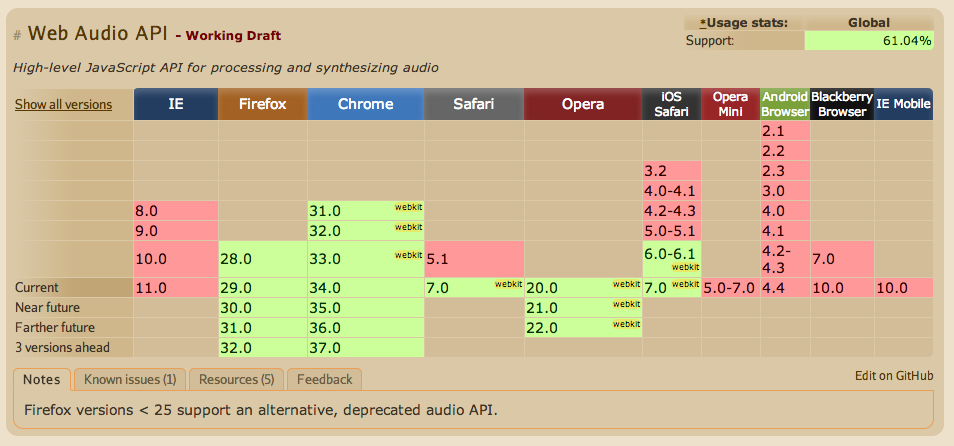 # Web Audio API - Working Draft
*Usage stats: Global
Support: 61.04%
High-level JavaScript API for processing and synthesizing audio
Show all versions IE Firefox Chrome Safari Opera iOS Safari Opera Mini Android Browser Blackberry Browser IE Mobile
2.1
2.2
3.2 2.3
4.0-4.1 3.0
8.0 31.0 webkit 4.2-4.3 4.0
9.0 32.0 webkit 5.0-5.1 4.1
10.0 28.0 33.0 webkit 5.1 6.0-6.1 webkit 4.2-4.3 7.0
Current 11.0 29.0 34.0 7.0 webkit 20.0 webkit 7.0 webkit 5.0-7.0 4.4 10.0 10.0
Near future 30.0 35.0 21.0 webkit
Farther future 31.0 36.0 22.0 webkit
3 versions ahead 32.0 37.0
Notes Known issues (1) Resources (5) Feedback Edit on GitHub
Firefox versions < 25 support an alternative, deprecated audio API.